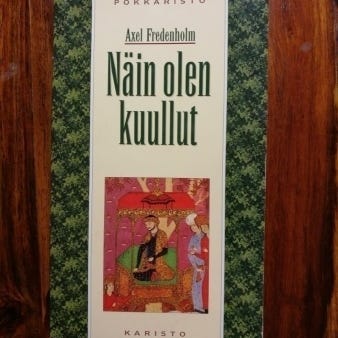 POKKARISTO
Axel Fredenholm
Näin olen
kuullut
KARISTO